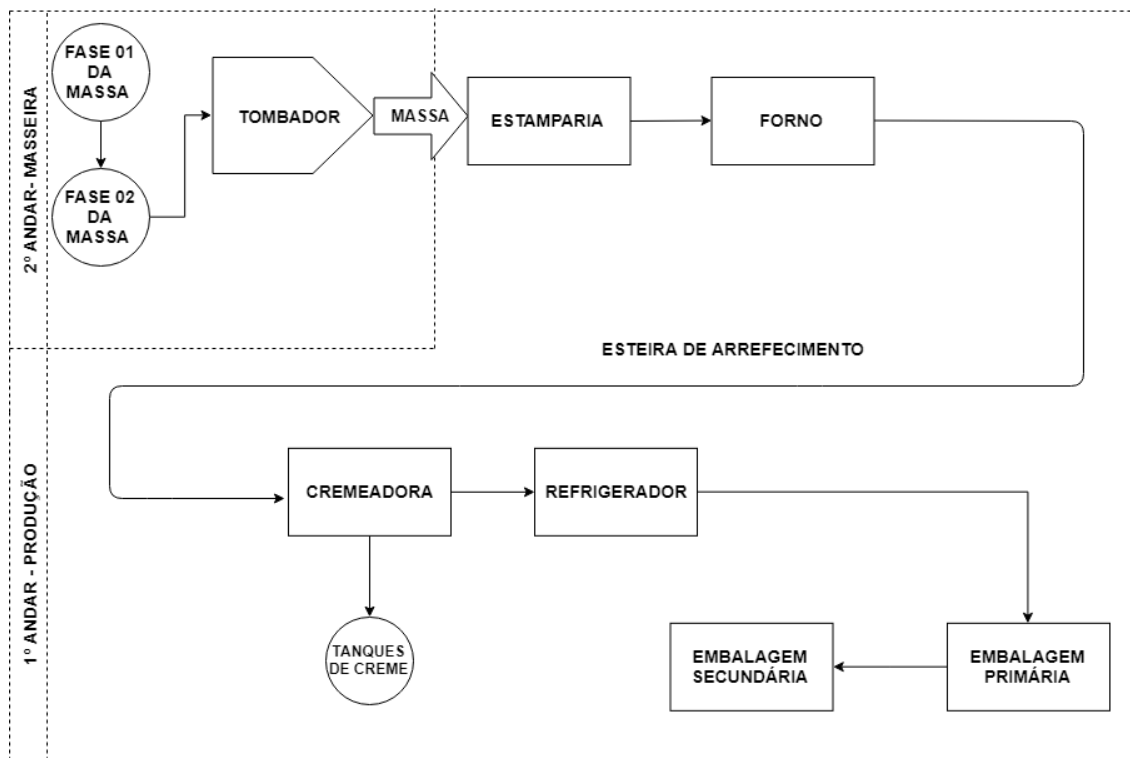 2º ANDAR- MASSEIRA
FASE 01
DA
MASSA
FASE 02
DA
MASSA
TOMBADOR
MASSA
ESTAMPARIA
FORNO
ESTEIRA DE ARREFECIMENTO
1º ANDAR - PRODUÇÃO
CREMEADORA
REFRIGERADOR
TANQUES
DE CREME
EMBALAGEM
SECUNDÁRIA
EMBALAGEM
PRIMÁRIA